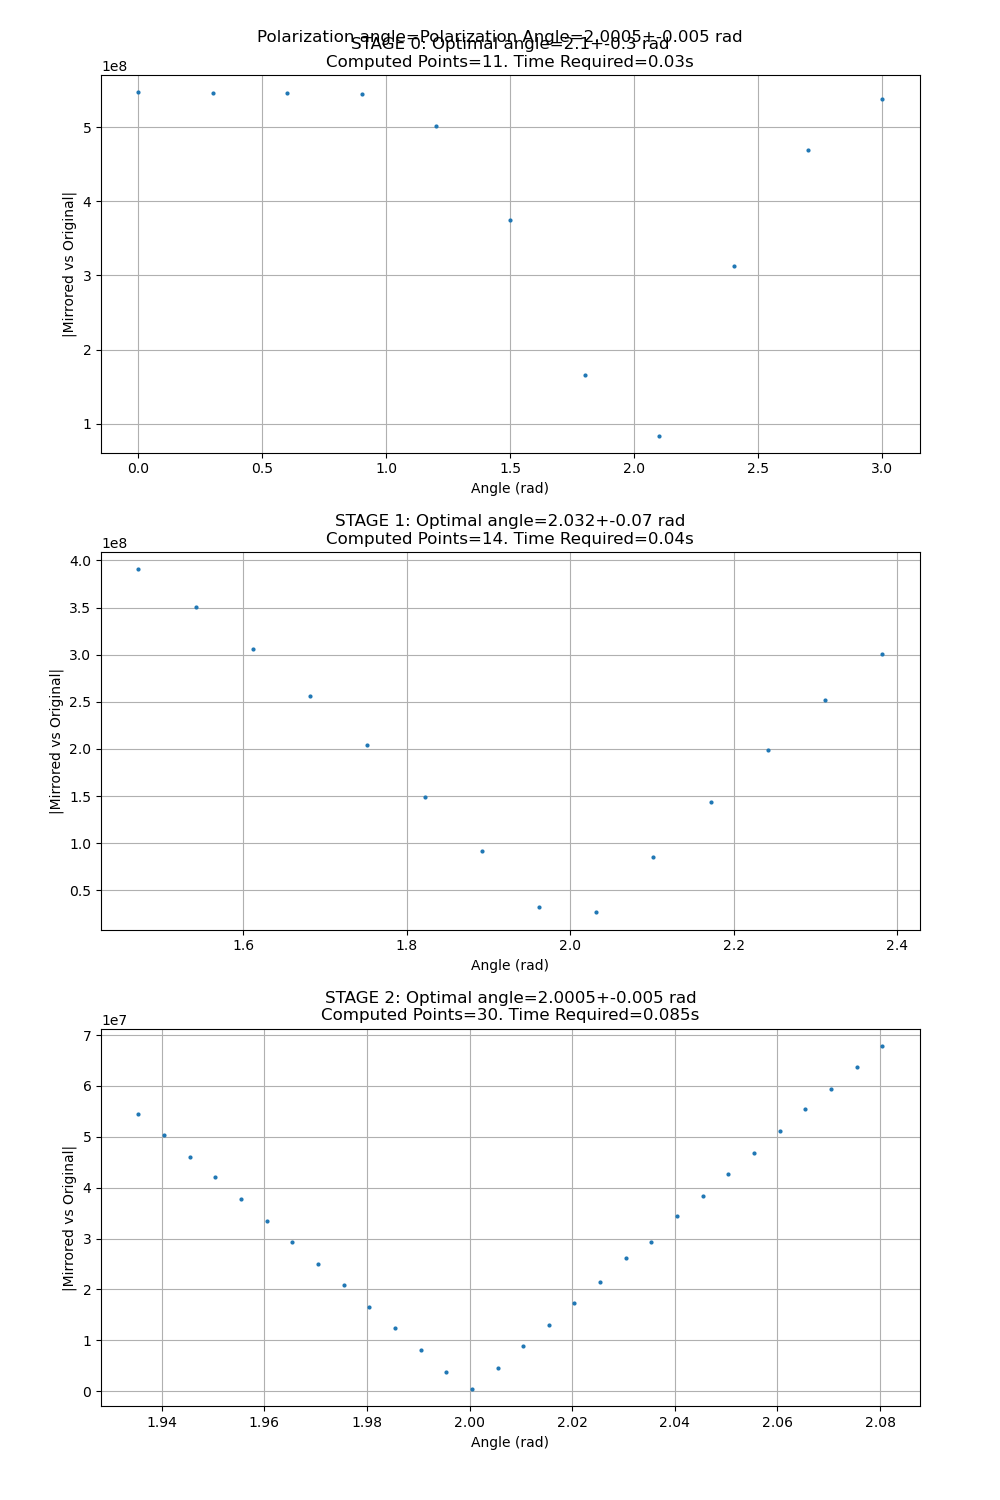 Polarization angle=Polarization Angle=2.0005+-0.005 rad
STAGE 0: Optimal angle=2.1+-0.3 rad
Computed Points=11. Time Required=0.03s
1e8
5
4
3
2
1
|Mirrored vs Original|
0.0 0.5 1.0 1.5 2.0 2.5 3.0
Angle (rad)
STAGE 1: Optimal angle=2.032+-0.07 rad
Computed Points=14. Time Required=0.04s
1e8
4.0
3.5
3.0
2.5
2.0
1.5
1.0
0.5
|Mirrored vs Original|
1.6 1.8 2.0 2.2 2.4
Angle (rad)
STAGE 2: Optimal angle=2.0005+-0.005 rad
Computed Points=30. Time Required=0.085s
1e7
7
6
5
4
3
2
1
0
|Mirrored vs Original|
1.94 1.96 1.98 2.00 2.02 2.04 2.06 2.08
Angle (rad)